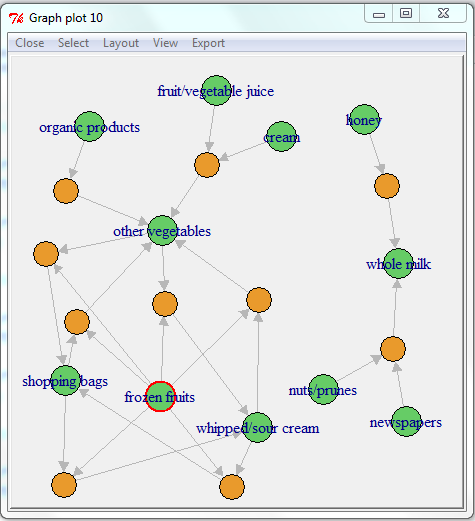 Graph plot 10
Close Select Layout View Export
fruit/vegetable juice
organic products
cream
honey
other vegetables
whole milk
shopping bags
frozen fruits
nuts/prunes
whipped/sour cream
newspapers